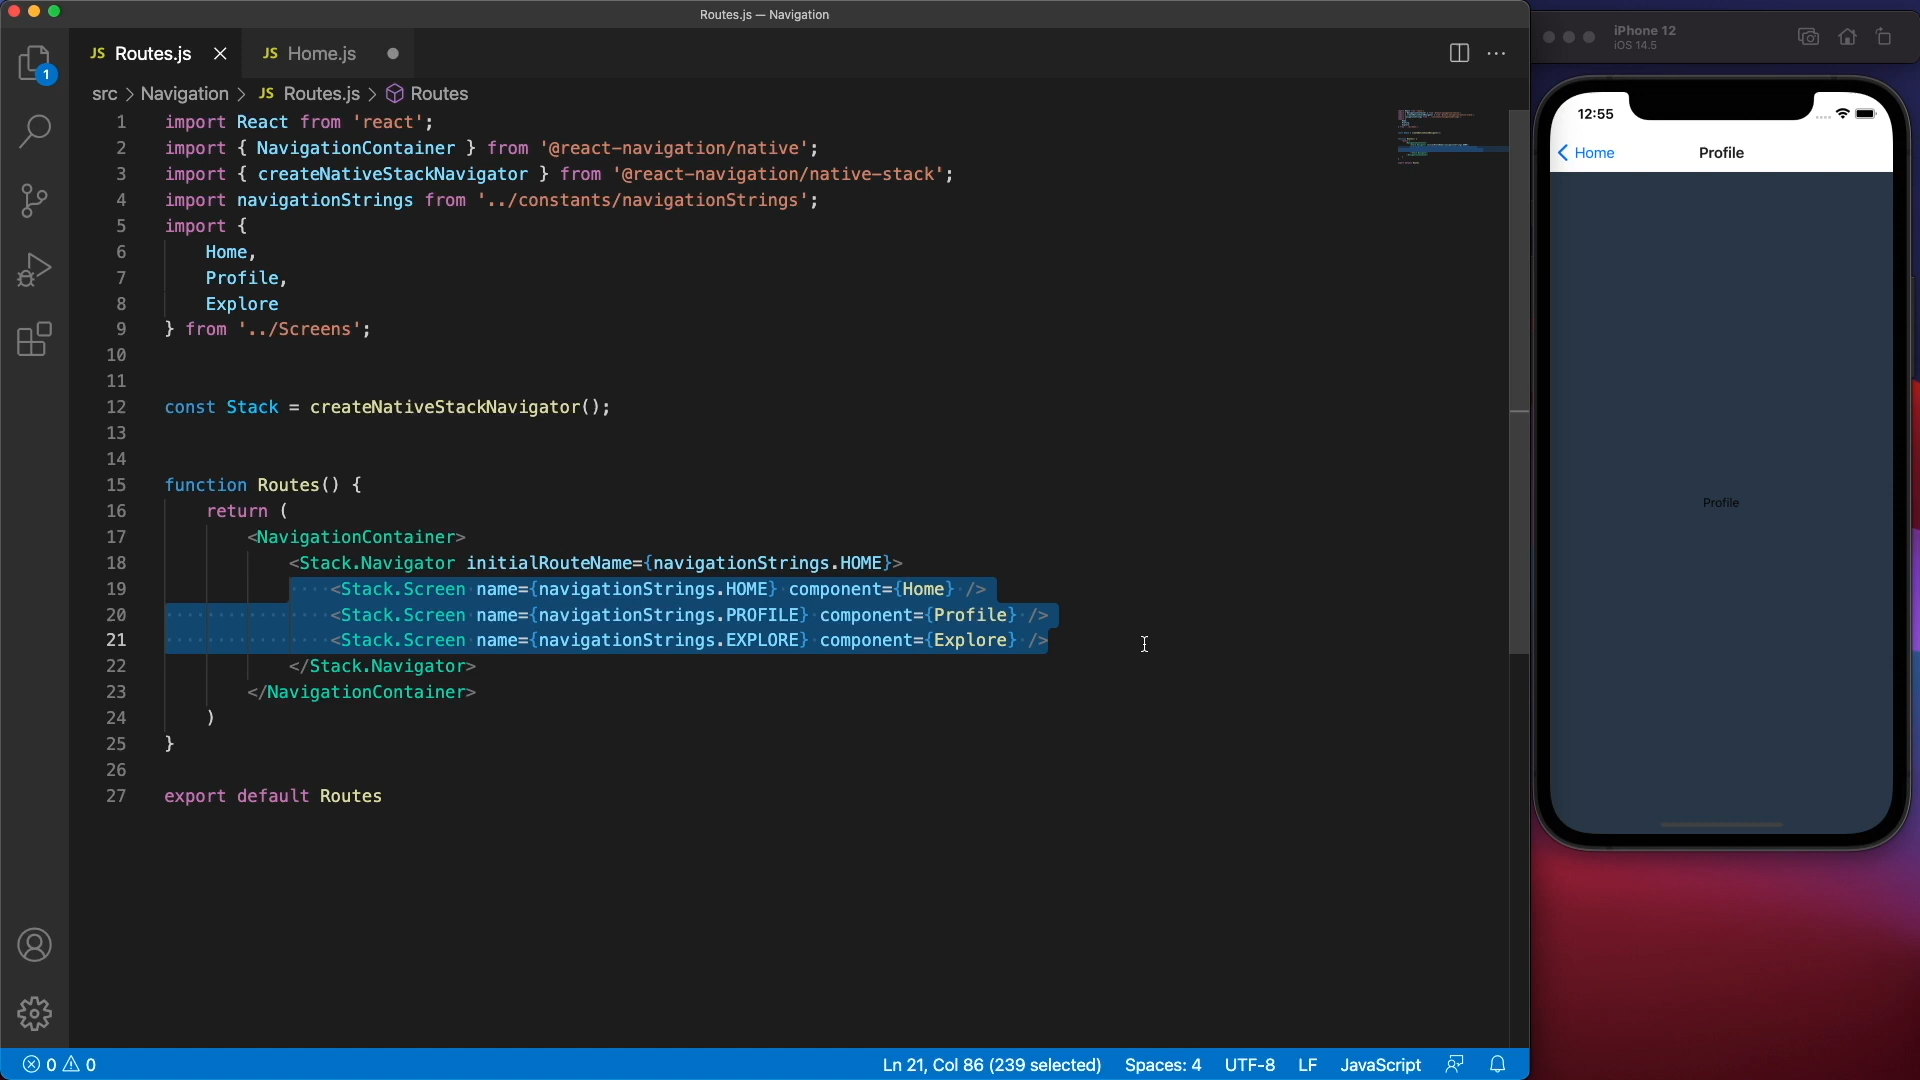 Routes.js — Navigation
JS Routes.js
JS Home.js
1
src > Navigation > JS Routes.js > Routes
1 import React from 'react';
2 import { NavigationContainer } from '@react-navigation/native';
3 import { createNativeStackNavigator } from '@react-navigation/native-stack';
4 import navigationStrings from '../constants/navigationStrings';
5 import {
6 Home,
7 Profile,
8 Explore
9 } from '../Screens';
10
11
12 const Stack = createNativeStackNavigator();
13
14
15 function Routes() {
16 return (
17 <NavigationContainer>
18 <Stack.Navigator initialRouteName={navigationStrings.HOME}>
19 <Stack.Screen name={navigationStrings.HOME} component={Home} />
20 <Stack.Screen name={navigationStrings.PROFILE} component={Profile} />
21 <Stack.Screen name={navigationStrings.EXPLORE} component={Explore} />
22 </Stack.Navigator>
23 </NavigationContainer>
24 )
25 }
26
27 export default Routes
0 0
Ln 21, Col 86 (239 selected) Spaces: 4 UTF-8 LF JavaScript
iPhone 12
iOS 14.5
12:55
Home Profile
Profile